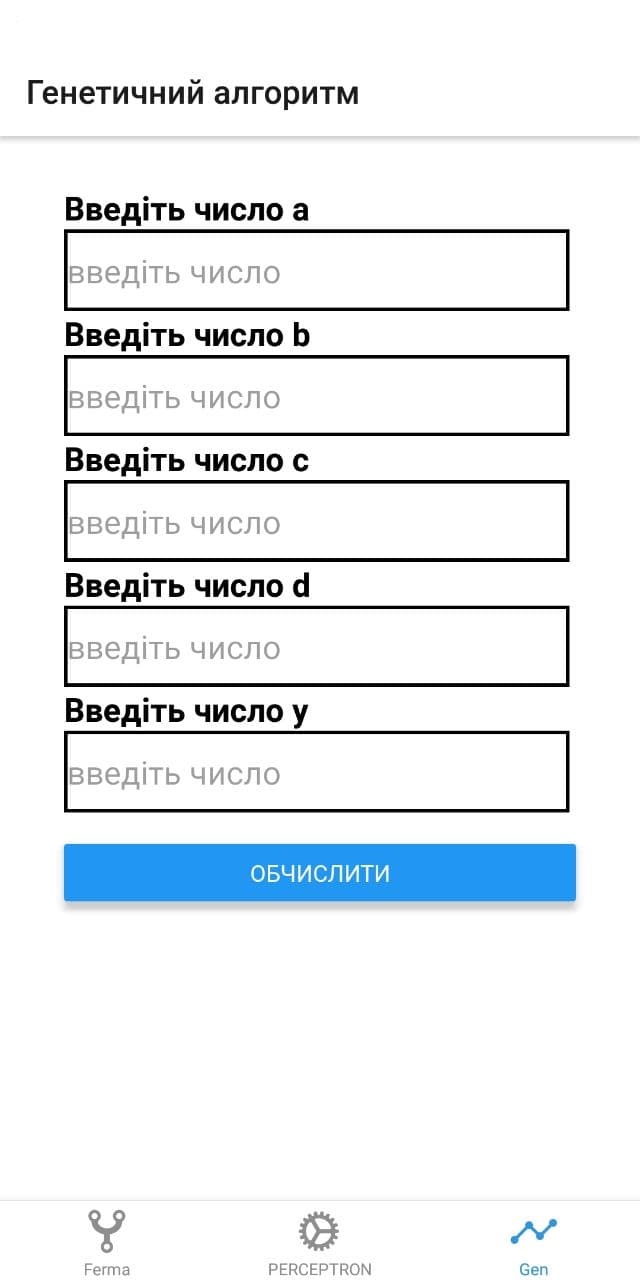 Генетичний алгоритм
Введіть число a
введіть число
Введіть число b
введіть число
Введіть число c
введіть число
Введіть число d
введіть число
Введіть число y
введіть число
ОБЧИСЛИТИ
Ferma
PERCEPTRON
Gen